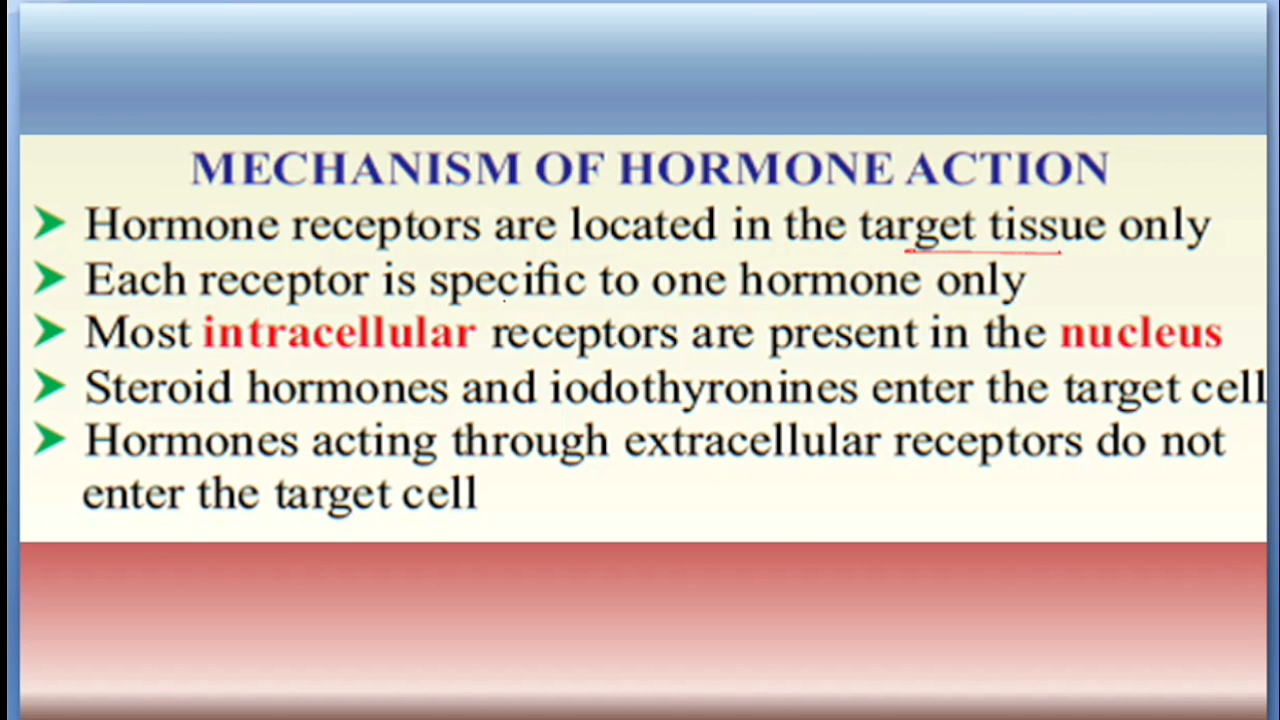 MECHANISM OF HORMONE ACTION
Hormone receptors are located in the target tissue only
Each receptor is specific to one hormone only
Most intracellular receptors are present in the nucleus
Steroid hormones and iodothyronines enter the target cell
Hormones acting through extracellular receptors do not
enter the target cell